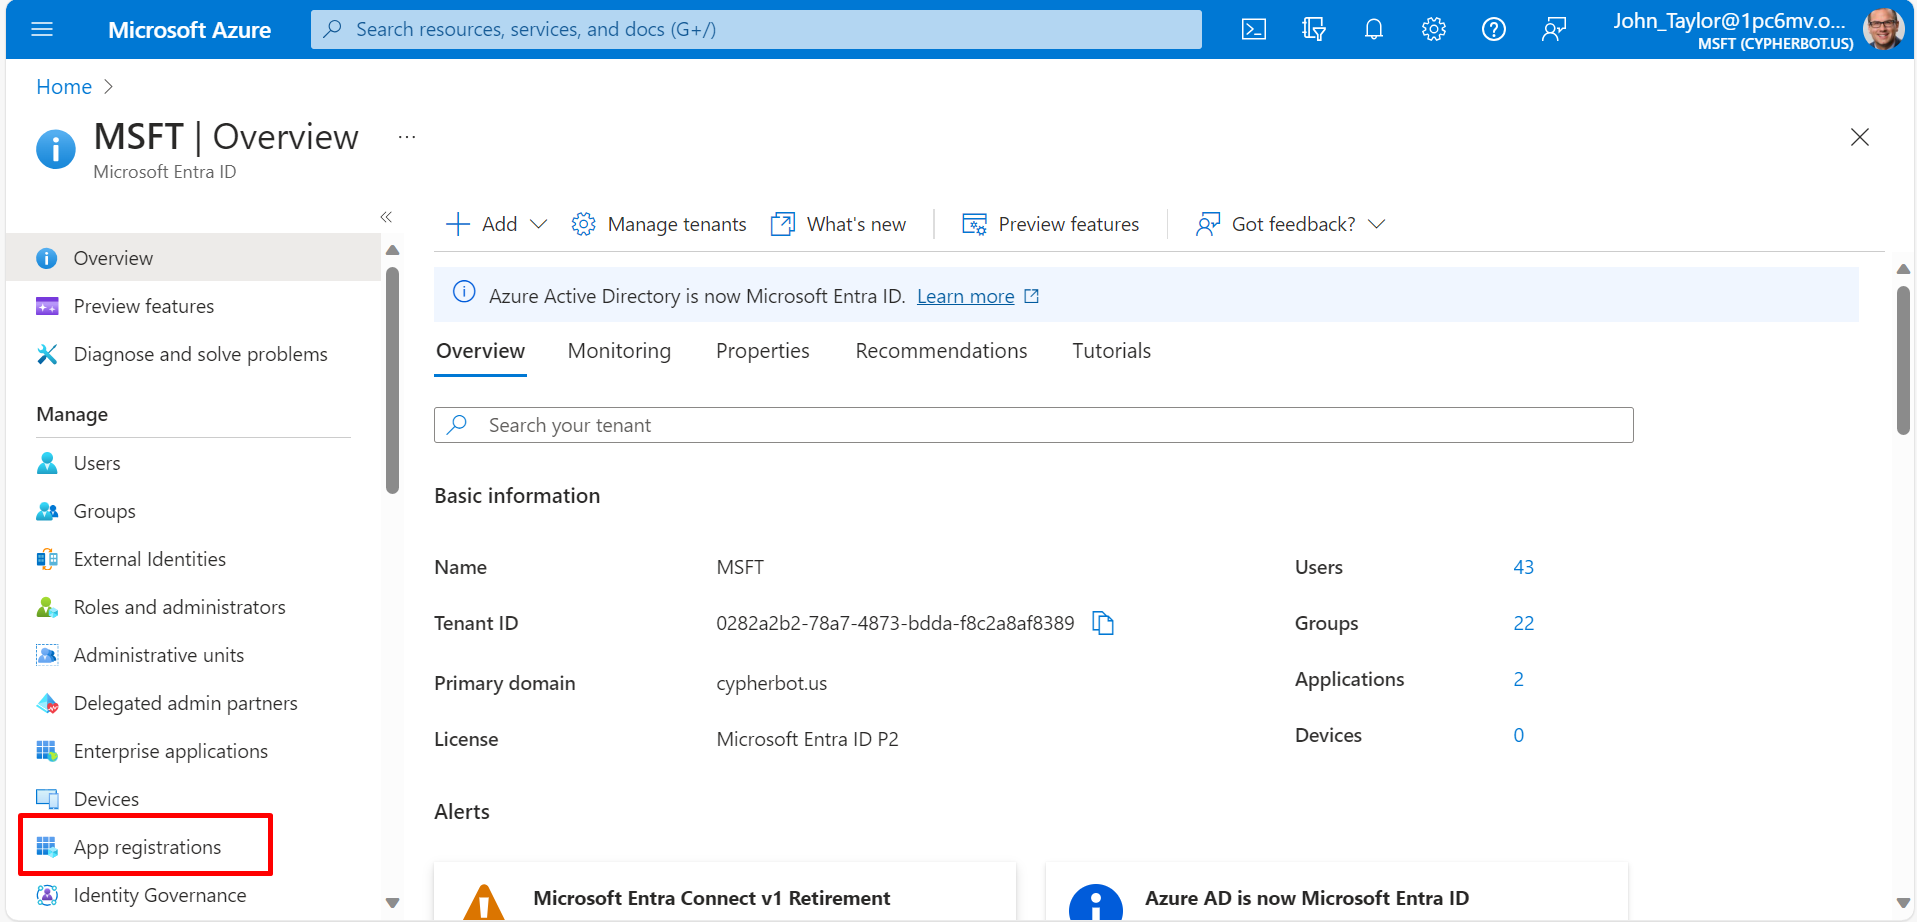 Microsoft Azure
Search resources, services, and docs (G+/)
John_Taylor@1pc6mv.o...
MSFT (CYPHERBOT.US)
Home
MSFT | Overview ...
Microsoft Entra ID
Add
Manage tenants
What's new
Preview features
Got feedback?
Overview
Preview features
Diagnose and solve problems
Manage
Users
Groups
External Identities
Roles and administrators
Administrative units
Delegated admin partners
Enterprise applications
Devices
App registrations
Identity Governance
Azure Active Directory is now Microsoft Entra ID. Learn more
Overview
Monitoring
Properties
Recommendations
Tutorials
Search your tenant
Basic information
Name MSFT
Tenant ID 0282a2b2-78a7-4873-bdda-f8c2a8af8389
Primary domain cypherbot.us
License Microsoft Entra ID P2
Users 43
Groups 22
Applications 2
Devices 0
Alerts
Microsoft Entra Connect v1 Retirement
Azure AD is now Microsoft Entra ID